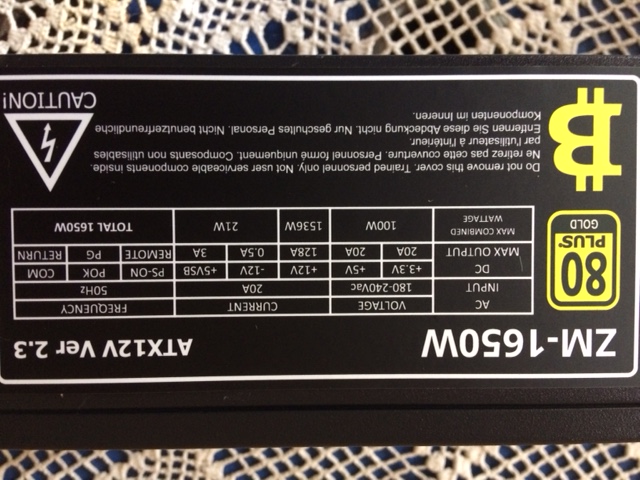 ZM-1650W
ATX12V Ver 2.3
AC INPUT VOLTAGE CURRENT FREQUENCY
180-240Vac 20A 50Hz
DC +3.3V +5V +12V -12V +5VSB PS-ON POK COM
MAX OUTPUT 20A 20A 128A 0.5A 3A REMOTE PG RETURN
MAX COMBINED WATTAGE 100W 1536W 21W TOTAL 1650W
80
PLUS
GOLD
Do not remove this cover. Trained personnel only. Not user serviceable components inside.
Ne retirez pas cette couverture. Personnel formé uniquement. Composants non utilisables
par l'utilisateur à l'intérieur.
Entfernen Sie diese Abdeckung nicht. Nur geschultes Personal. Nicht benutzerfreundliche
Komponenten im Inneren.
CAUTION!